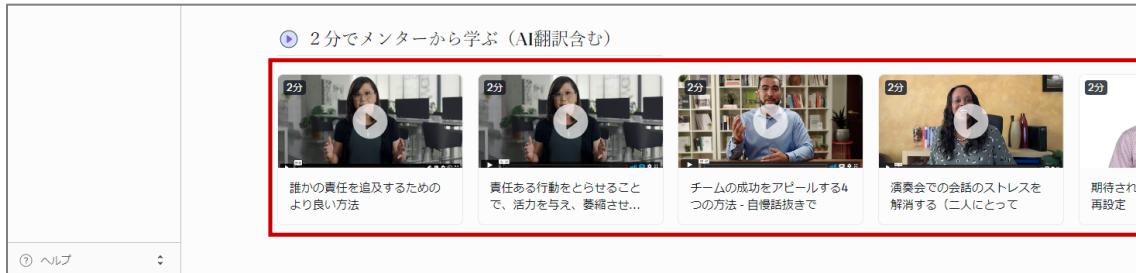 ２分でメンターから学ぶ（AI翻訳含む）
2分
2分
2分
2分
2分
誰かの責任を追及するための
より良い方法
責任ある行動をとらせること
で、活力を与え、萎縮させ...
チームの成功をアピールする4
つの方法 - 自慢話抜きで
演奏会での会話のストレスを
解消する（二人にとって
期待され
再設定
ヘルプ